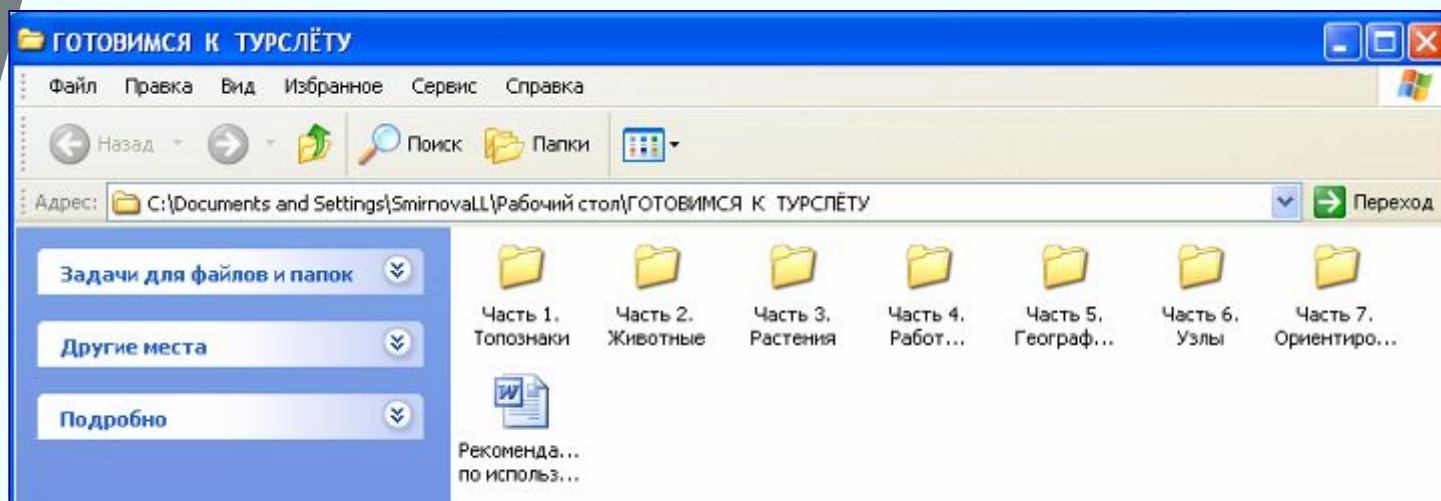 ГОТОВИМСЯ К ТУРСЛЁТУ
Файл Правка Вид Избранное Сервис Справка
Назад Поиск Папки
Адрес: C:\Documents and Settings\SmirnovaLL\Рабочий стол\ГОТОВИМСЯ К ТУРСЛЁТУ Переход
Задачи для файлов и папок
Другие места
Подробно
Часть 1.
Топознаки
Часть 2.
Животные
Часть 3.
Растения
Часть 4.
Работ...
Часть 5.
Географ...
Часть 6.
Узлы
Часть 7.
Ориентиро...
Рекоменда...
по использ...